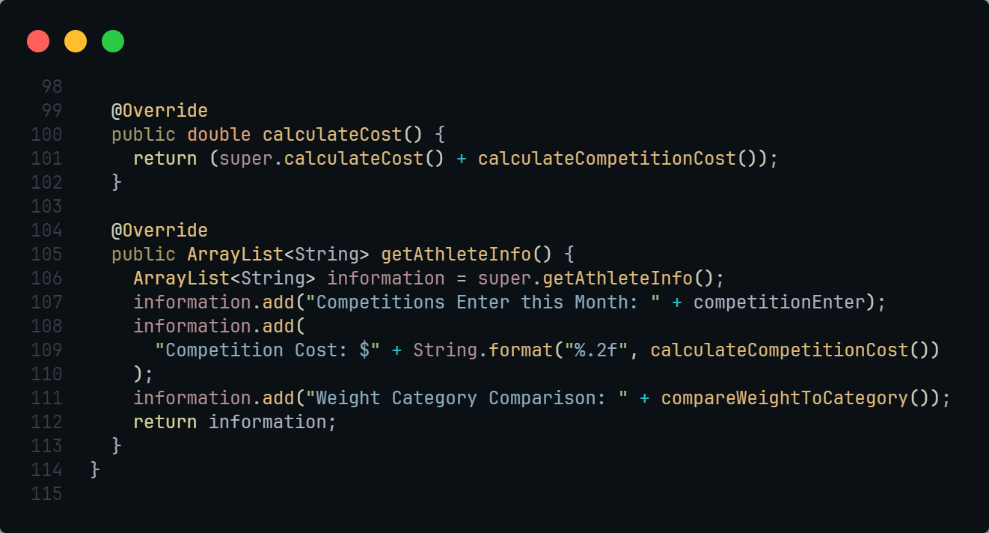 98
99 @Override
100 public double calculateCost() {
101 return (super.calculateCost() + calculateCompetitionCost());
102 }
103
104 @Override
105 public ArrayList<String> getAthleteInfo() {
106 ArrayList<String> information = super.getAthleteInfo();
107 information.add("Competitions Enter this Month: " + competitionEnter);
108 information.add(
109 "Competition Cost: $" + String.format("%.2f", calculateCompetitionCost())
110 );
111 information.add("Weight Category Comparison: " + compareWeightToCategory());
112 return information;
113 }
114 }
115